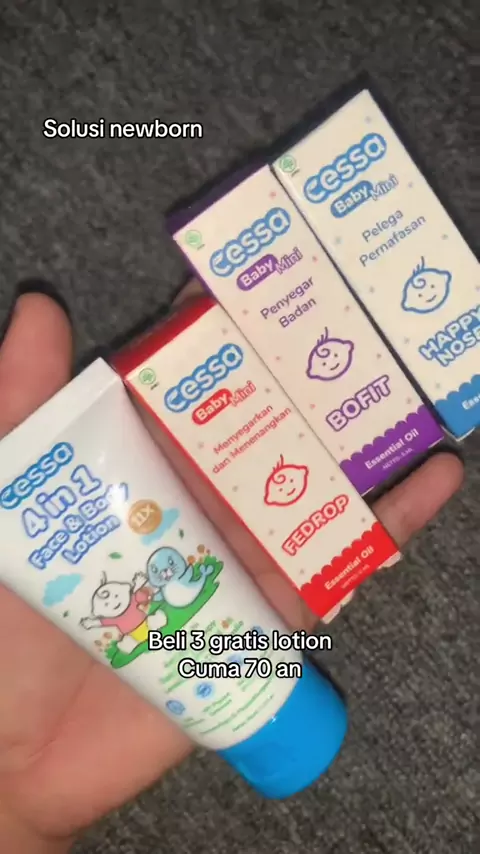 Solusi newborn
cessa
Baby Mini
Pelega
Pernafasan
HAPPY
NOSE
cessa
Baby Mini
Penyegar
Badan
BOFIT
Essential Oil
cessa
Baby Mini
Menyegarkan
dan Menenangkan
FEDROP
Essential Oil
cessa
4 in 1
Face & Body
Lotion
Beli 3 gratis lotion
Cuma 70 an